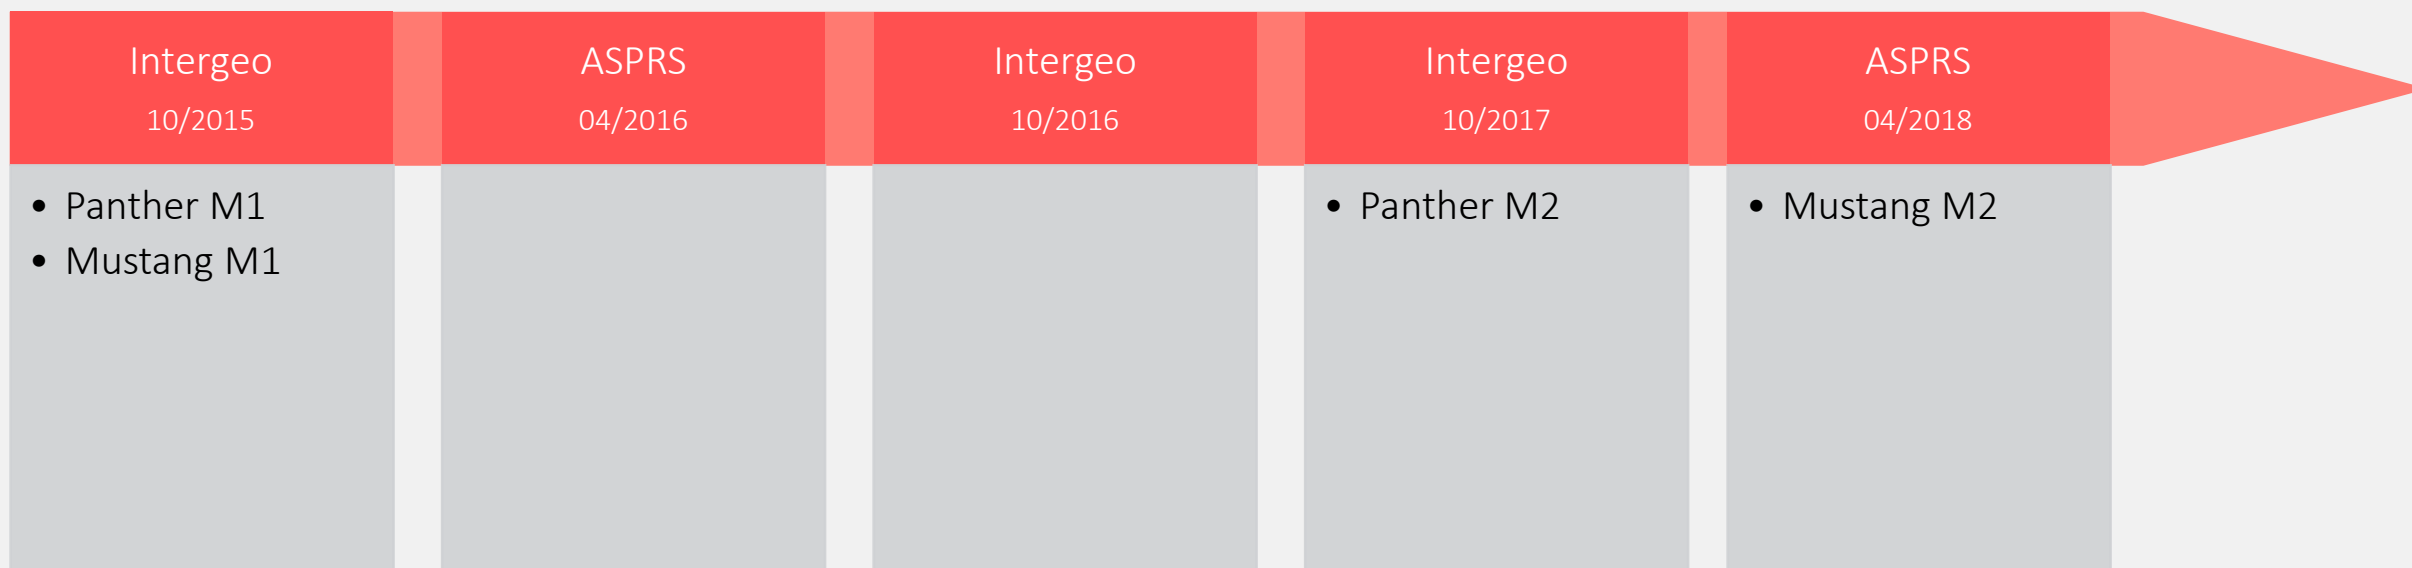 Intergeo
10/2015
ASPRS
04/2016
Intergeo
10/2016
Intergeo
10/2017
ASPRS
04/2018
• Panther M1
• Mustang M1
• Panther M2
• Mustang M2